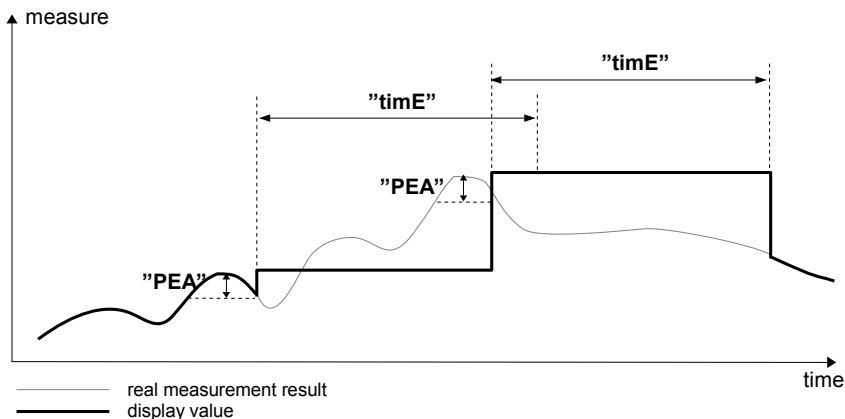 measure
”timE”
”timE”
”PEA”
”PEA”
time
real measurement result
display value